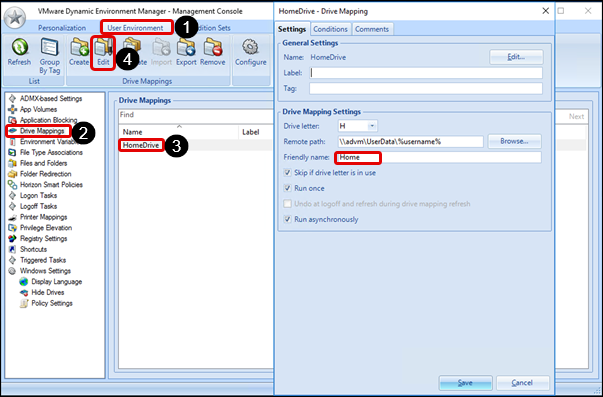 VMware Dynamic Environment Manager - Management Console
Personalization
User Environment
1
dition Sets
Refresh
Group
By Tag
Create
Edit
4
ate
Import
Export
Remove
Configure
List
Drive Mappings
ADMX-based Settings
App Volumes
Application Blocking
Drive Mappings
2
Environment Variab
File Type Associations
Files and Folders
Folder Redirection
Horizon Smart Policies
Logon Tasks
Logoff Tasks
Printer Mappings
Privilege Elevation
Registry Settings
Shortcuts
Triggered Tasks
Windows Settings
Display Language
Hide Drives
Policy Settings
Drive Mappings
Find
Next
Name
Label
HomeDrive
3
HomeDrive - Drive Mapping
Settings
Conditions
Comments
General Settings
Name: HomeDrive
Edit...
Label:
Tag:
Drive Mapping Settings
Drive letter: H
Remote path: \\advm\UserData\%username%
Browse...
Friendly name: Home
Skip if drive letter is in use
Run once
Undo at logoff and refresh during drive mapping refresh
Run asynchronously
Save
Cancel